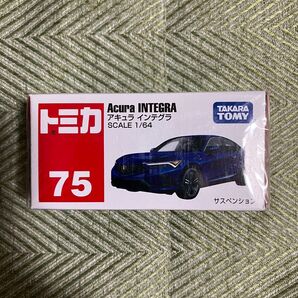 トミカ
75
Acura INTEGRA
アキュラ インテグラ
SCALE 1/64
TAKARA
TOMY
サスペンション